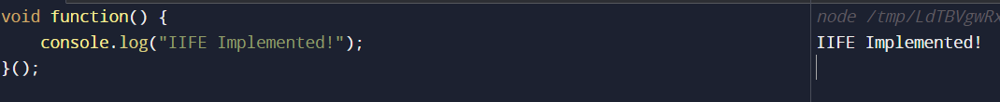 void function() {
    console.log("IIFE Implemented!");
}();
node /tmp/LdTBVgwRx
IIFE Implemented!